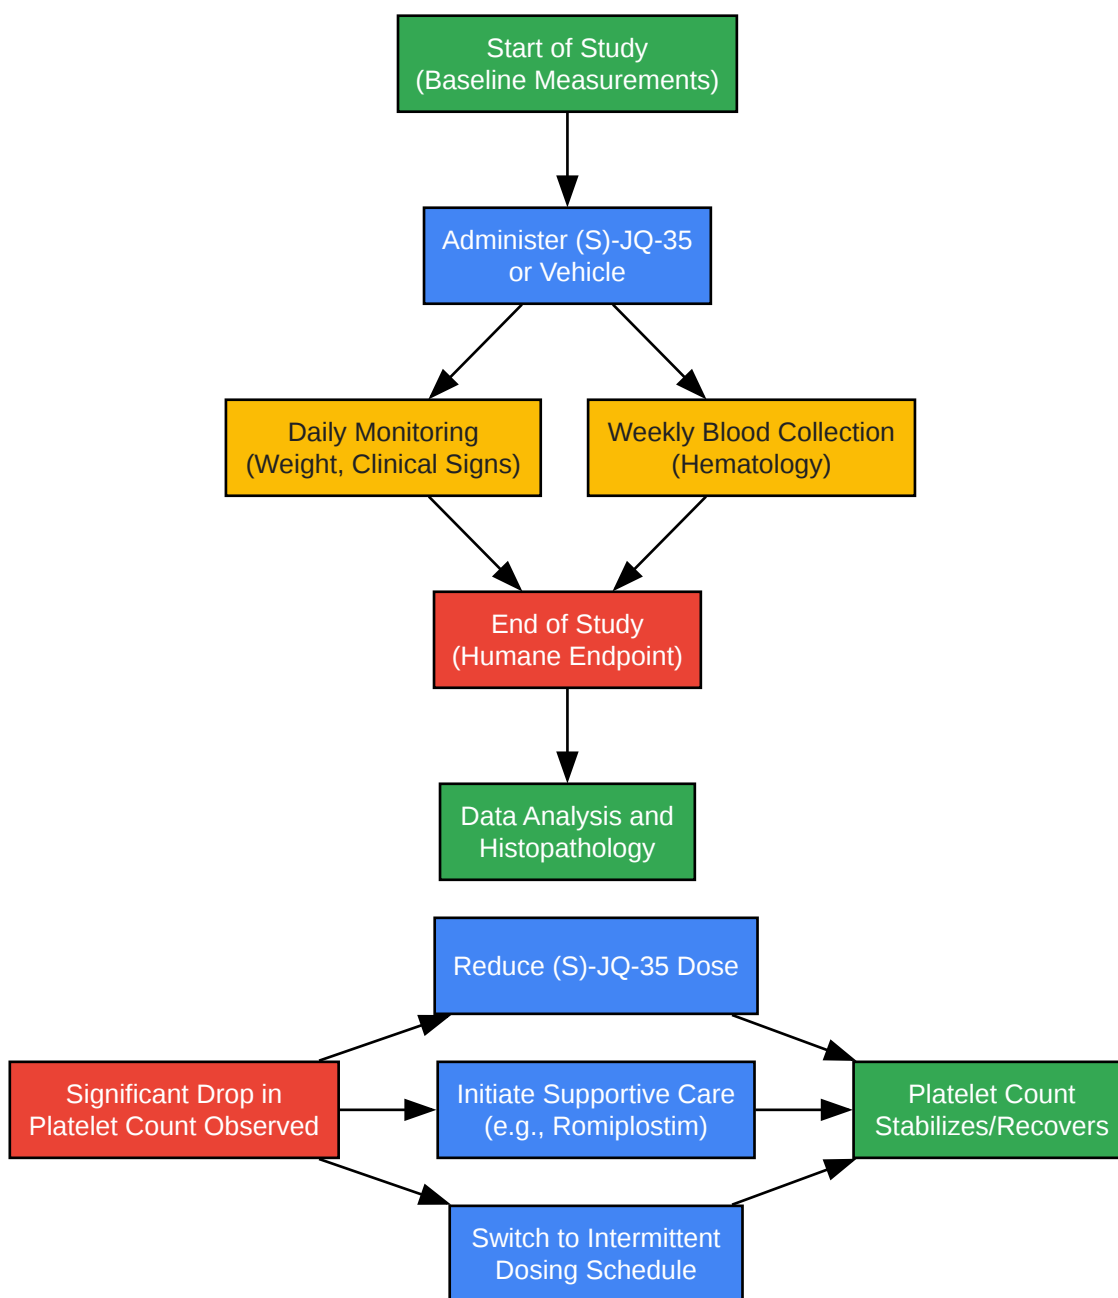 Start of Study
(Baseline Measurements)
Administer (S)-JQ-35
or Vehicle
Daily Monitoring
(Weight, Clinical Signs)
Weekly Blood Collection
(Hematology)
End of Study
(Humane Endpoint)
Data Analysis and
Histopathology
Reduce (S)-JQ-35 Dose
Significant Drop in
Platelet Count Observed
Initiate Supportive Care
(e.g., Romiplostim)
Platelet Count
Stabilizes/Recovers
Switch to Intermittent
Dosing Schedule